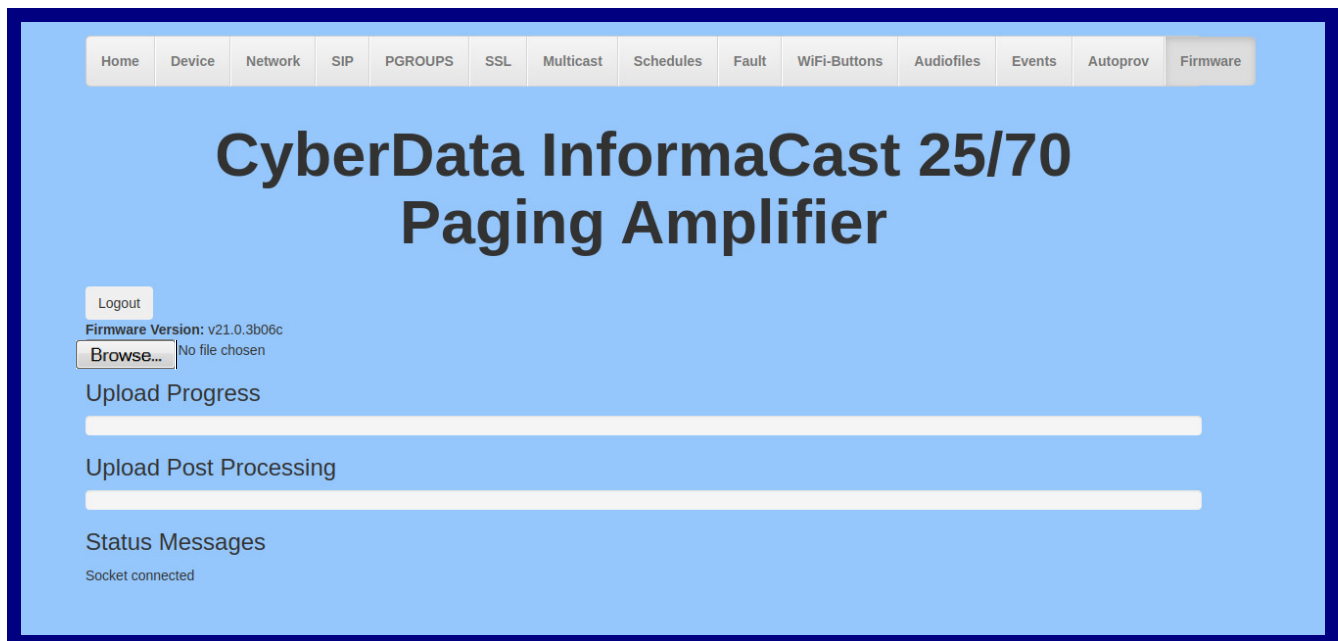 Home Device Network SIP PGROUPS SSL Multicast Schedules Fault WiFi-Buttons Audiofiles Events Autoprov Firmware
CyberData InformaCast 25/70
Paging Amplifier
Logout
Firmware Version: v21.0.3b06c
Browse... No file chosen
Upload Progress
Upload Post Processing
Status Messages
Socket connected